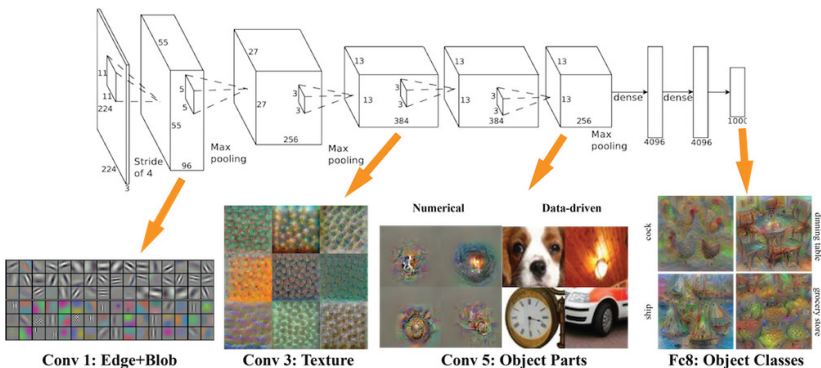 55
27
13
13
13
11
5
3
3
3
dense
dense
11
5
27
3
13
3
13
3
13
224
55
384
384
256
1000
256
Max
4096
4096
Stride
of 4
96
Max
pooling
Max
pooling
pooling
224
3
Numerical
Data-driven
cock
dinning table
ship
grocery store
Conv 1: Edge+Blob
Conv 3: Texture
Conv 5: Object Parts
Fc8: Object Classes